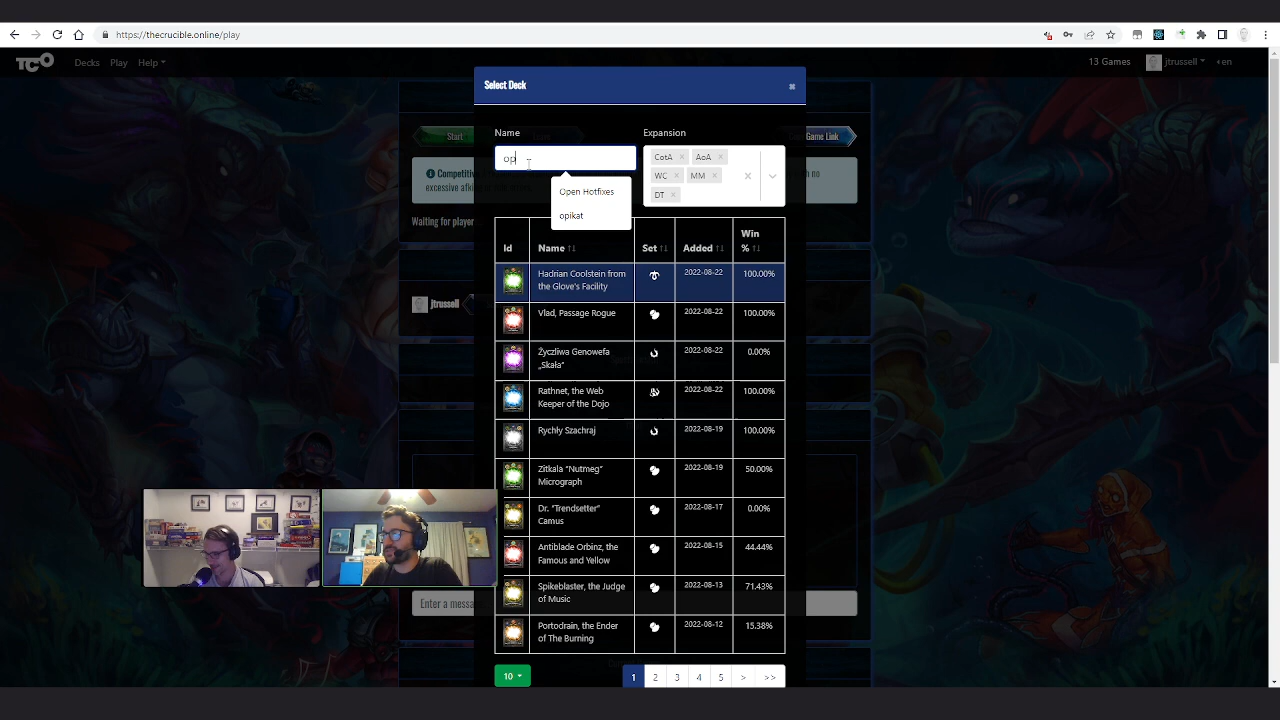 https://thecrucible.online/play
TCO
Decks
Play
Help
13 Games
jtrussell
en
Select Deck
×
Start
Game Link
Competitive
excessive afk
h no
Waiting for player
jtrussell
Enter a message
Name
op
Open Hotfixes
opikat
Expansion
CotA ×
AoA ×
WC ×
MM ×
DT ×
Id
Name ↑↓
Set ↑↓
Added ↑↓
Win
% ↑↓
Hadrian Coolstein from
the Glove's Facility
2022-08-22
100.00%
Vlad, Passage Rogue
2022-08-22
100.00%
Życzliwa Genowefa
„Skała”
2022-08-22
0.00%
Rathnet, the Web
Keeper of the Dojo
2022-08-22
100.00%
Rychły Szachraj
2022-08-19
100.00%
Zitkala “Nutmeg”
Micrograph
2022-08-19
50.00%
Dr. “Trendsetter”
Camus
2022-08-17
0.00%
Antiblade Orbinz, the
Famous and Yellow
2022-08-15
44.44%
Spikeblaster, the Judge
of Music
2022-08-13
71.43%
Portodrain, the Ender
of The Burning
2022-08-12
15.38%
10
1
2
3
4
5
>
>>